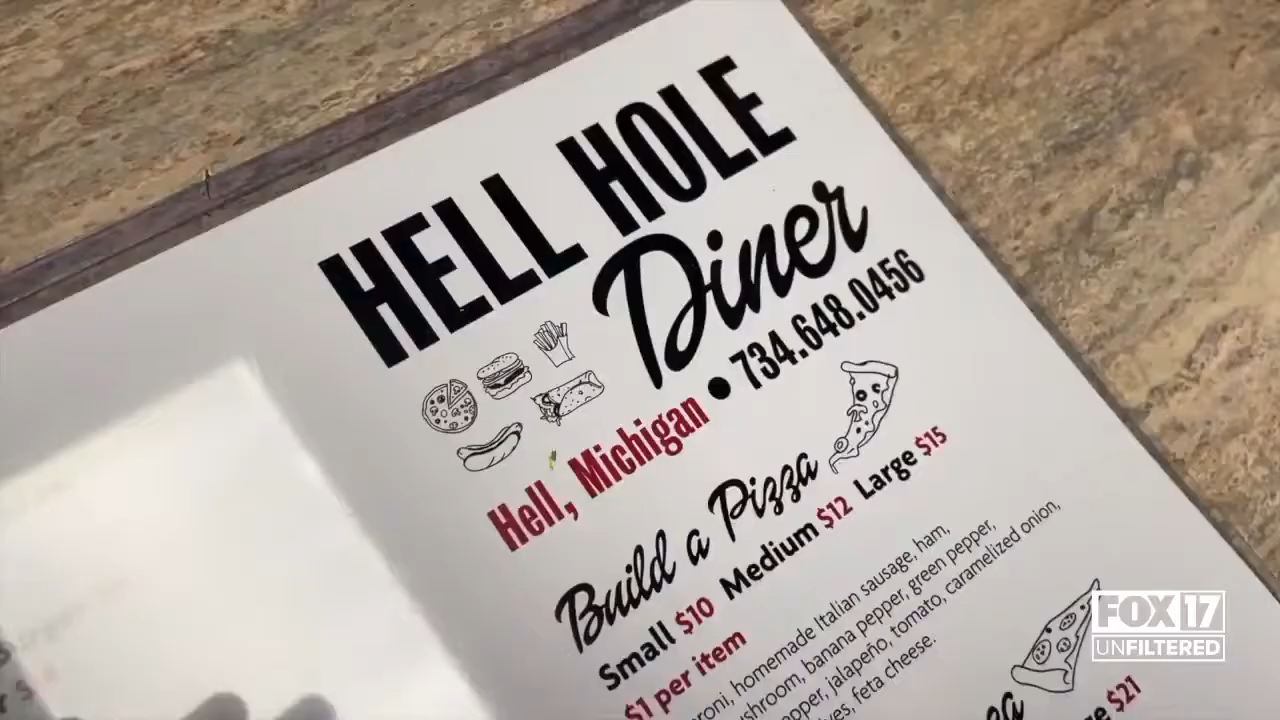 HELL HOLE
Diner
Hell, Michigan • 734.648.0456
Build a Pizza
Small $10 Medium $12 Large $15
$1 per item
homemade Italian sausage, ham,
banana pepper, green pepper,
jalapeño, tomato, caramelized onion,
feta cheese.
$21
FOX 17
UNFILTERED